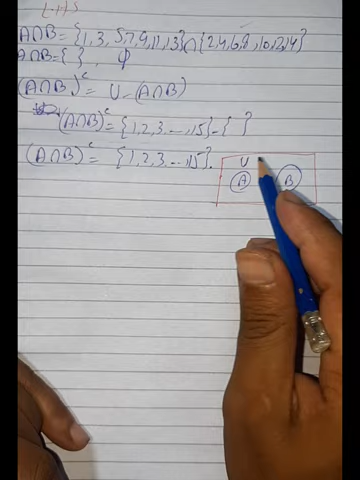 L.H.S
A∩B = {1, 3, 5, 7, 9, 11, 13} ∩ {2, 4, 6, 8, 10, 12, 14}
A∩B = { } , φ
(A∩B)ᶜ = U - (A∩B)
(A∩B)ᶜ = {1, 2, 3, ..., 15} - { }
(A∩B)ᶜ = {1, 2, 3, ..., 15}.
U
A B